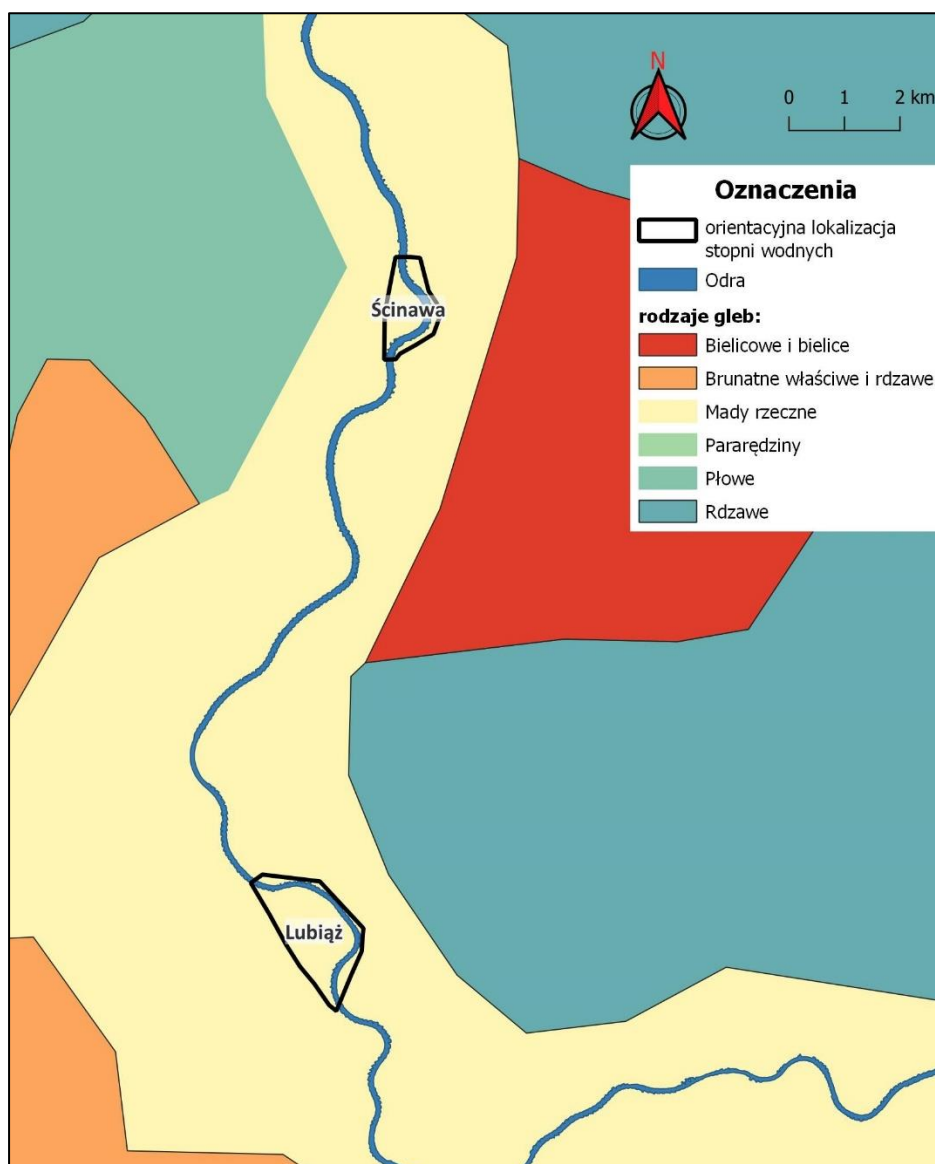 N
0 1 2 km
Oznaczenia
orientacyjna lokalizacja
stopni wodnych
Odra
rodzaje gleb:
Bielicowe i bielice
Brunatne właściwe i rdzawe
Mady rzeczne
Pararędziny
Płowe
Rdzawe
Ścinawa
Lubiąż